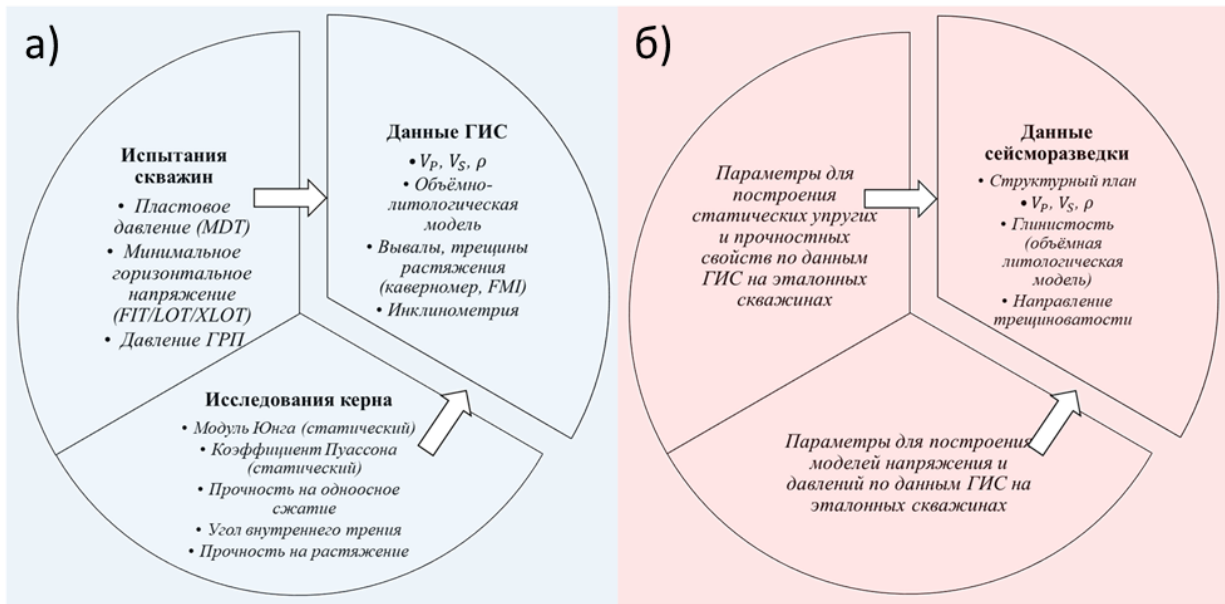 а)
Испытания
скважин
• Пластовое
давление (MDT)
• Минимальное
горизонтальное
напряжение
(FIT/LOT/XLOT)
• Давление ГРП
Данные ГИС
• V_P, V_S, ρ
• Объёмно-
литологическая
модель
• Вывалы, трещины
растяжения
(каверномер, FMI)
• Инклинометрия
Исследования керна
• Модуль Юнга (статический)
• Коэффициент Пуассона
(статический)
• Прочность на одноосное
сжатие
• Угол внутреннего трения
• Прочность на растяжение
б)
Параметры для
построения
статических упругих
и прочностных
свойств по данным
ГИС на эталонных
скважинах
Данные
сейсморазведки
• Структурный план
• V_P, V_S, ρ
• Глинистость
(объёмная
литологическая
модель)
• Направление
трещиноватости
Параметры для построения
моделей напряжения и
давлений по данным ГИС на
эталонных скважинах